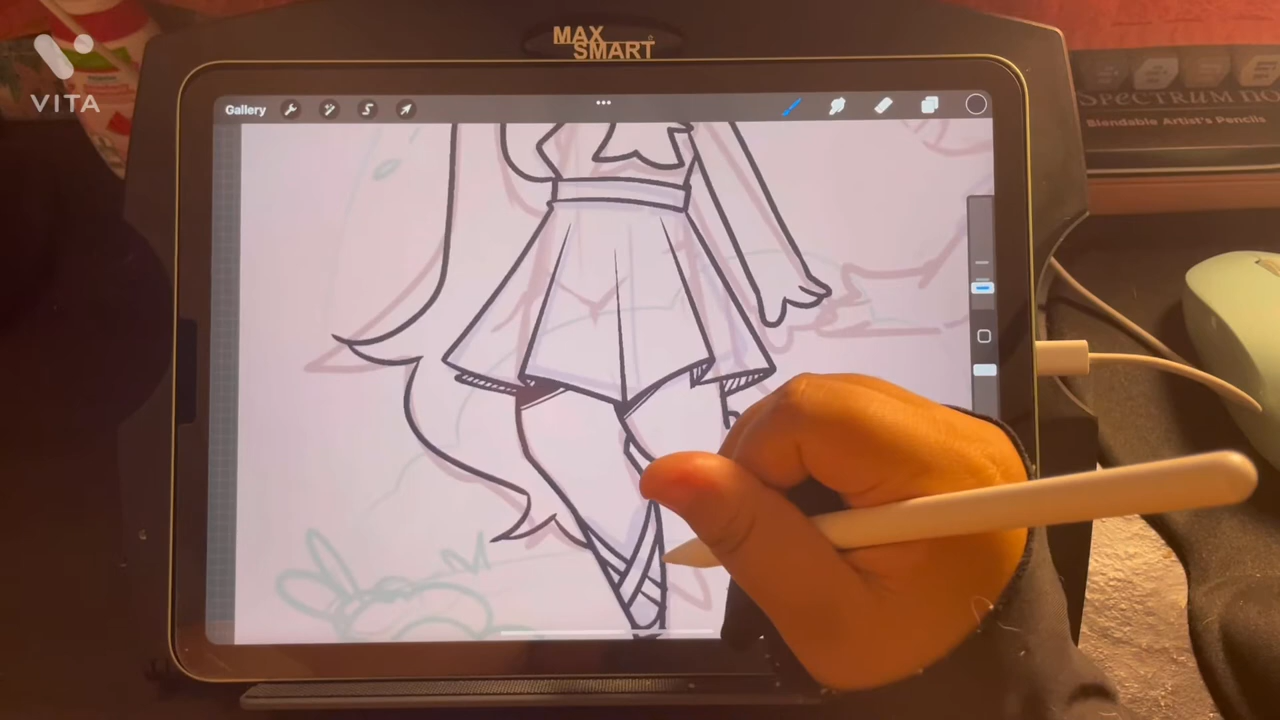 VITA
MAX
SMART
Gallery
SPECTRUM NO
Blendable Artist's Pencils